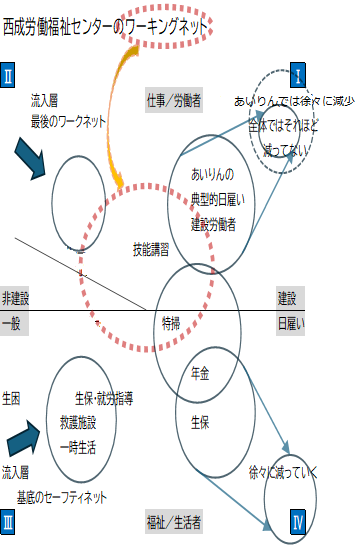 西成労働福祉センターのワーキングネット
Ⅱ
Ⅰ
流入層
最後のワークネット
仕事／労働者
あいりんでは徐々に減少
全体ではそれほど
減ってない
あいりんの
典型的日雇い
建設労働者
技能講習
非建設
一般
建設
日雇い
特掃
年金
生保
生困
生保・就労指導
救護施設
一時生活
流入層
基底のセーフティネット
徐々に減っていく
Ⅲ
福祉／生活者
Ⅳ